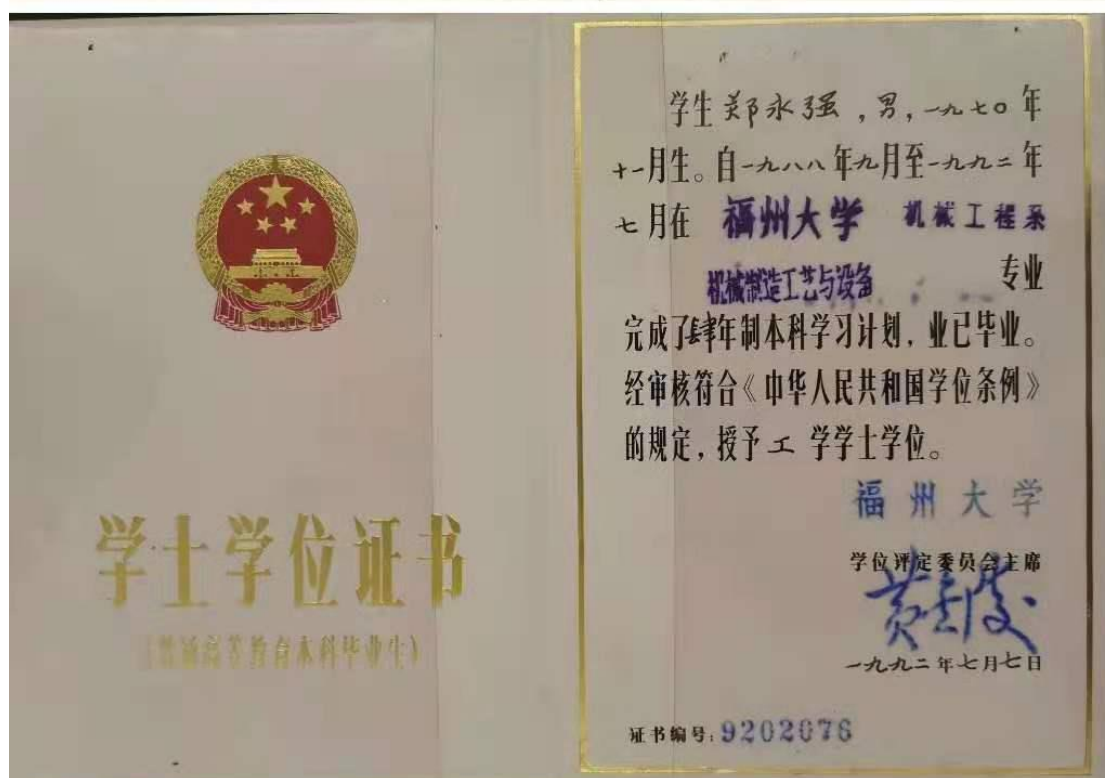 学士学位证书
(普通高等教育本科毕业生)
学生郑永强,男,一九七〇年
十一月生。自一九八八年九月至一九九二年
七月在 福州大学 机械工程系
机械制造工艺与设备 专业
完成了肆年制本科学习计划,业已毕业。
经审核符合《中华人民共和国学位条例》
的规定,授予工学学士学位。
福州大学
学位评定委员会主席
一九九二年七月七日
证书编号:9202076